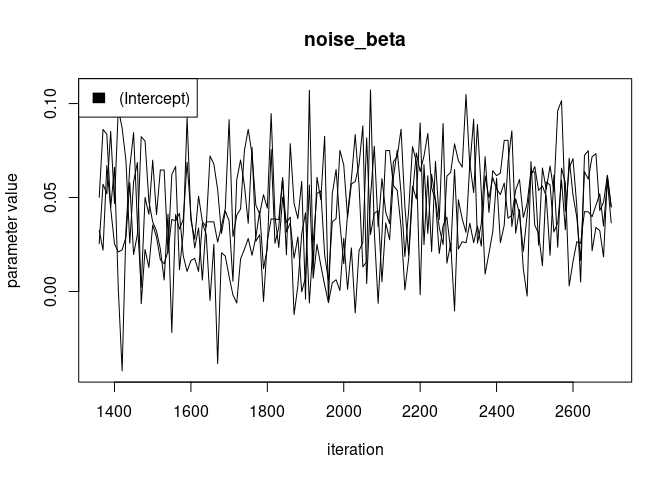 noise_beta
(Intercept)
parameter value
0.10
0.05
0.00
1400 1600 1800 2000 2200 2400 2600
iteration